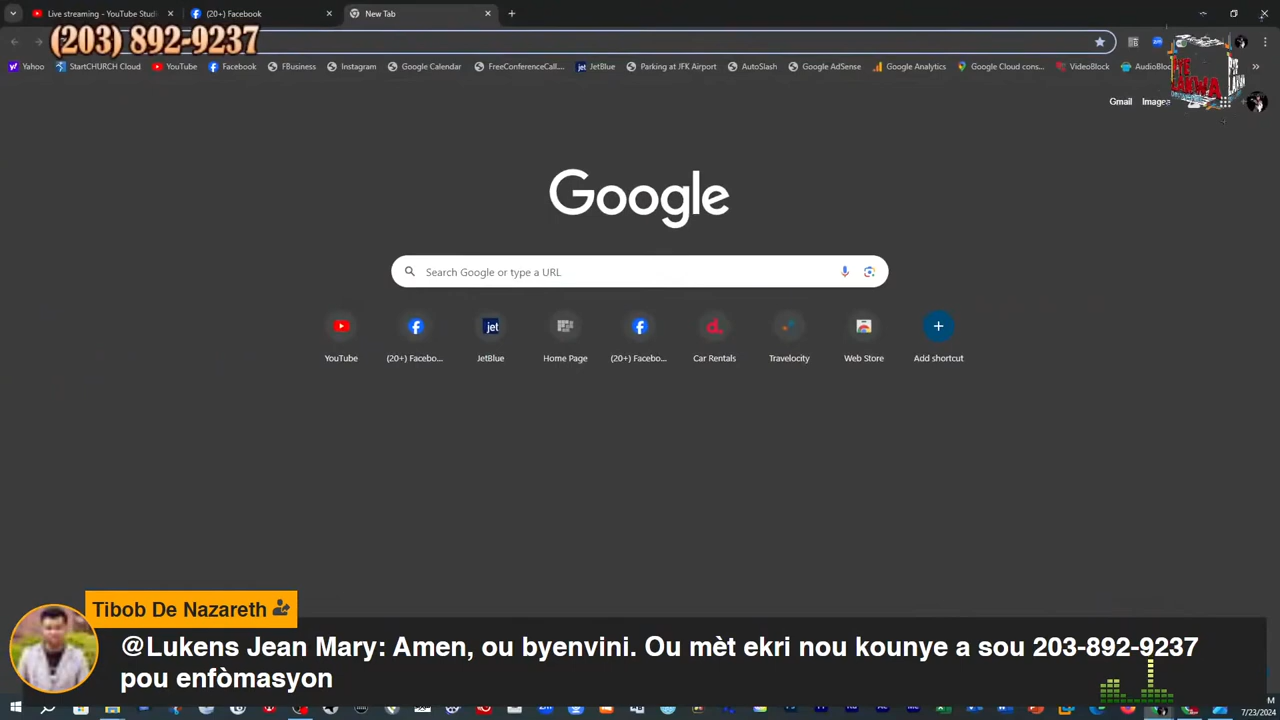 Live streaming - YouTube Stud
(20+) Facebook
New Tab
(203) 892-9237
Yahoo
StartCHURCH Cloud
YouTube
Facebook
FBusiness
Instagram
Google Calendar
FreeConferenceCall....
JetBlue
Parking at JFK Airport
AutoSlash
Google AdSense
Google Analytics
Google Cloud cons...
VideoBlock
AudioBlo
Gmail
Images
Google
Search Google or type a URL
jet
YouTube
(20+) Facebo...
JetBlue
Home Page
(20+) Facebo...
Car Rentals
Travelocity
Web Store
Add shortcut
Tibob De Nazareth
@Lukens Jean Mary: Amen, ou byenvini. Ou mèt ekri nou kounye a sou 203-892-9237
pou enfòmasyon
7/23/2024